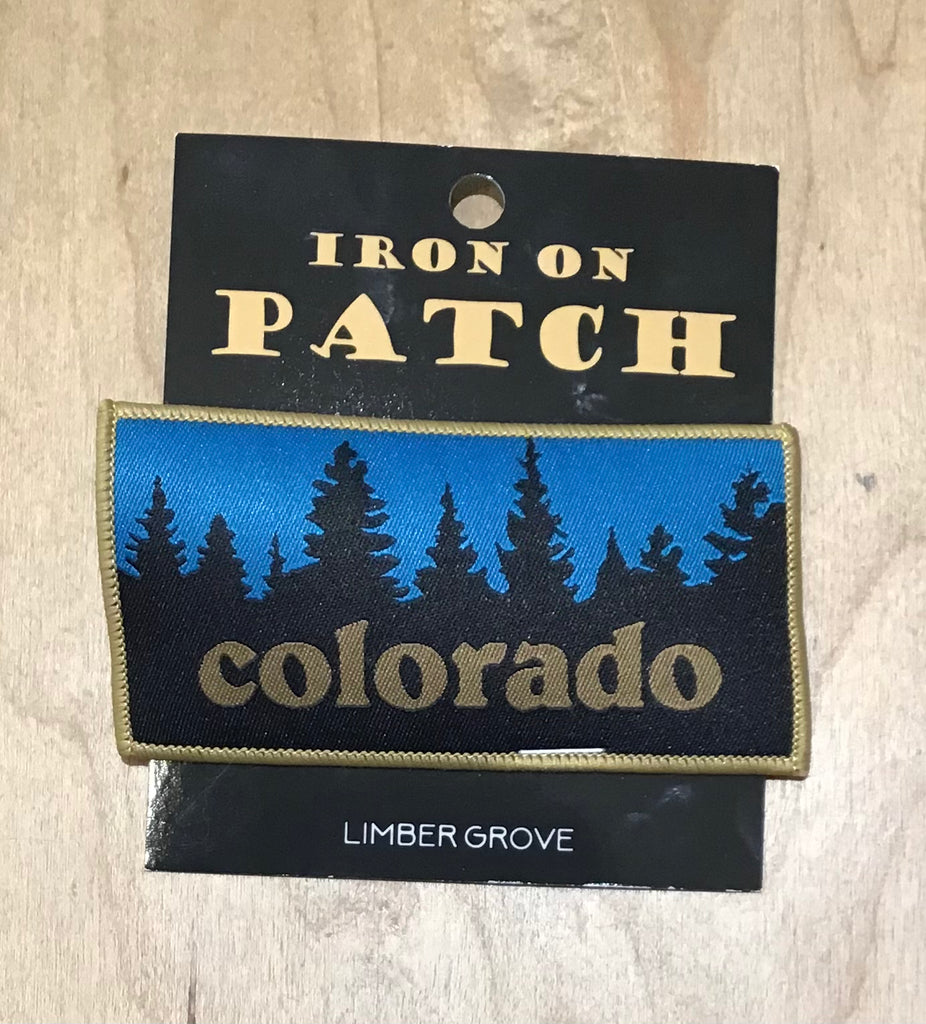 IRON ON
PATCH
colorado
LIMBER GROVE